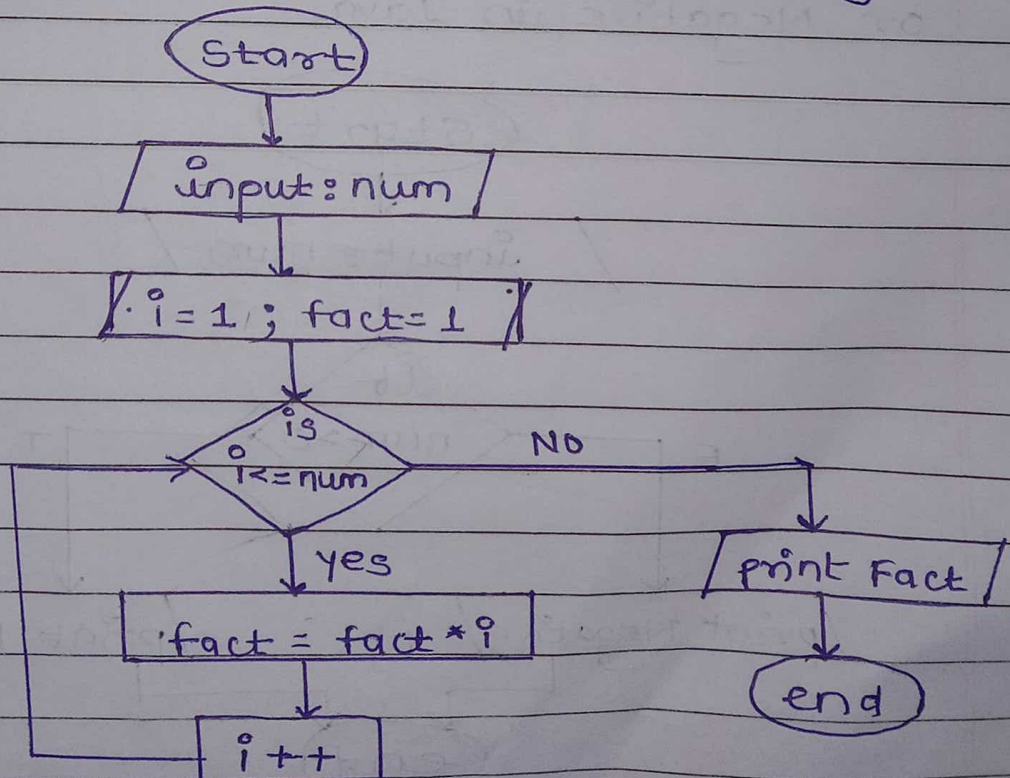 Start
input: num
i = 1; fact = 1
is
i<=num
NO
yes
print Fact
fact = fact * i
end
i ++